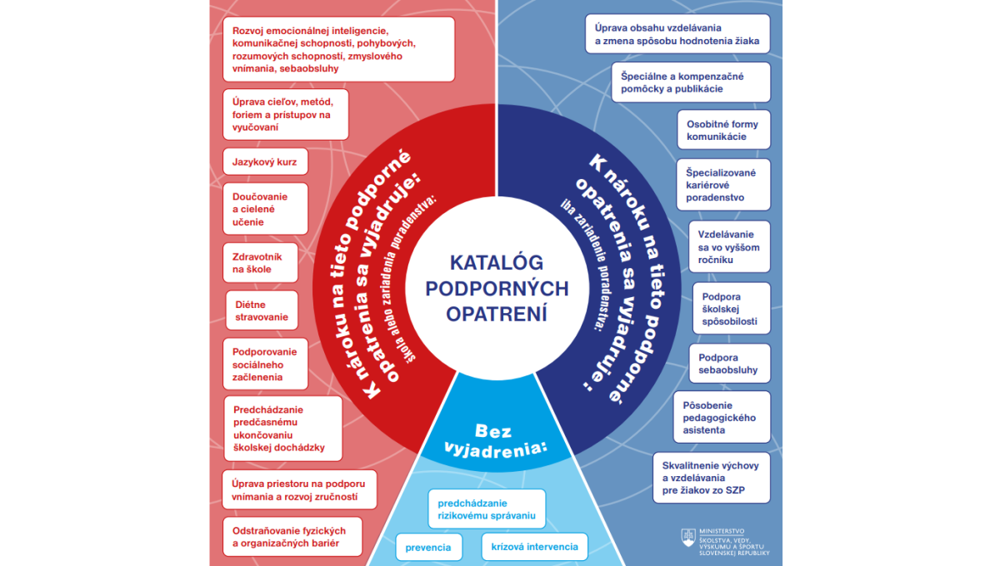 Rozvoj emocionálnej inteligencie,
komunikačnej schopnosti, pohybových,
rozumových schopností, zmyslového
vnímania, sebaobsluhy
Úprava cieľov, metód,
foriem a prístupov na
vyučovaní
Jazykový kurz
Doučovanie
a cielené
učenie
Zdravotník
na škole
Diétne
stravovanie
Podporovanie
sociálneho
začlenenia
Predchádzanie
predčasnému
ukončovaniu
školskej dochádzky
Úprava priestoru na podporu
vnímania a rozvoj zručností
Odstraňovanie fyzických
a organizačných bariér
K nároku na tieto podporné
opatrenia sa vyjadruje:
škola alebo zariadenia poradenstva:
KATALÓG
PODPORNÝCH
OPATRENÍ
K nároku na tieto podporné
opatrenia sa vyjadruje :
iba zariadenie poradenstva:
Úprava obsahu vzdelávania
a zmena spôsobu hodnotenia žiaka
Špeciálne a kompenzačné
pomôcky a publikácie
Osobitné formy
komunikácie
Špecializované
kariérové
poradenstvo
Vzdelávanie
sa vo vyššom
ročníku
Podpora
školskej
spôsobilosti
Podpora
sebaobsluhy
Pôsobenie
pedagogického
asistenta
Skvalitnenie výchovy
a vzdelávania
pre žiakov zo SZP
Bez
vyjadrenia:
predchádzanie
rizikovému správaniu
prevencia
krízová intervencia
MINISTERSTVO
ŠKOLSTVA, VEDY,
VÝSKUMU A ŠPORTU
SLOVENSKEJ REPUBLIKY